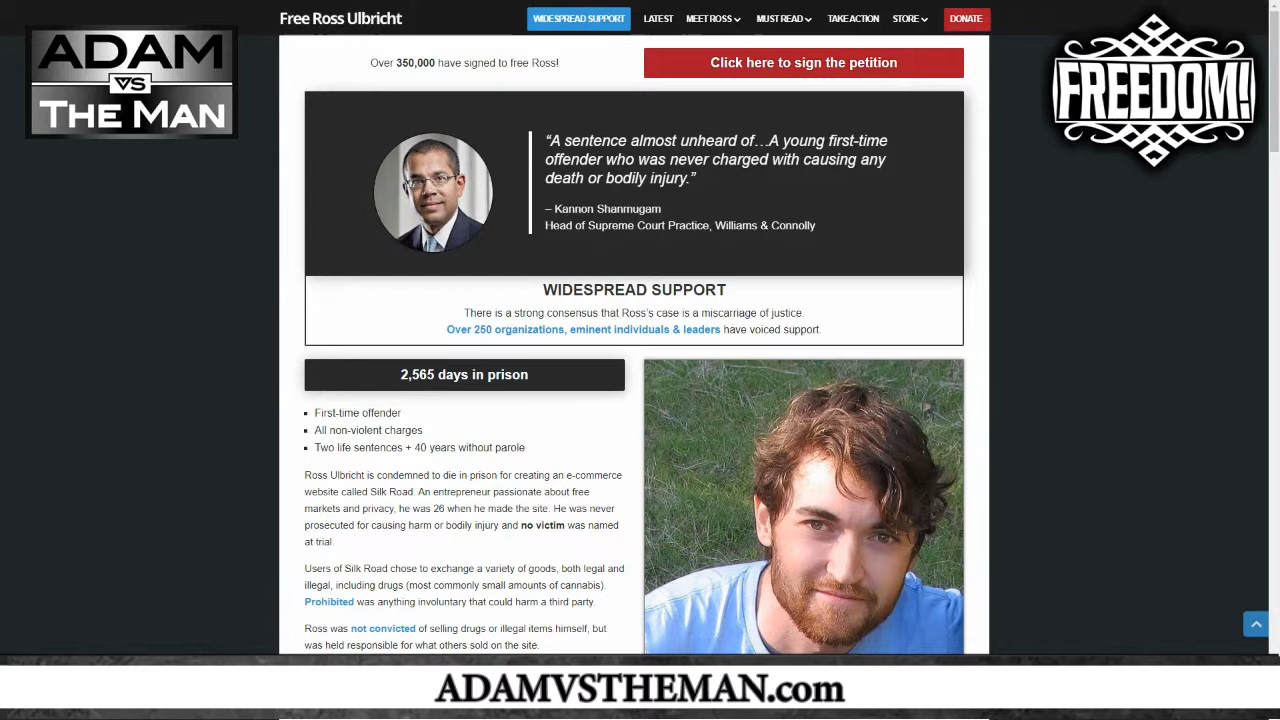 ADAM
VS
THE MAN
Free Ross Ulbricht
WIDESPREAD SUPPORT LATEST MEET ROSS MUST READ TAKE ACTION STORE DONATE
FREEDOM!
Over 350,000 have signed to free Ross!
Click here to sign the petition
“A sentence almost unheard of…A young first-time
offender who was never charged with causing any
death or bodily injury.”
– Kannon Shanmugam
Head of Supreme Court Practice, Williams & Connolly
WIDESPREAD SUPPORT
There is a strong consensus that Ross's case is a miscarriage of justice.
Over 250 organizations, eminent individuals & leaders have voiced support.
2,565 days in prison
First-time offender
All non-violent charges
Two life sentences + 40 years without parole
Ross Ulbricht is condemned to die in prison for creating an e-commerce
website called Silk Road. An entrepreneur passionate about free
markets and privacy, he was 26 when he made the site. He was never
prosecuted for causing harm or bodily injury and no victim was named
at trial.
Users of Silk Road chose to exchange a variety of goods, both legal and
illegal, including drugs (most commonly small amounts of cannabis).
Prohibited was anything involuntary that could harm a third party.
Ross was not convicted of selling drugs or illegal items himself, but
was held responsible for what others sold on the site.
ADAMVSTHEMAN.com